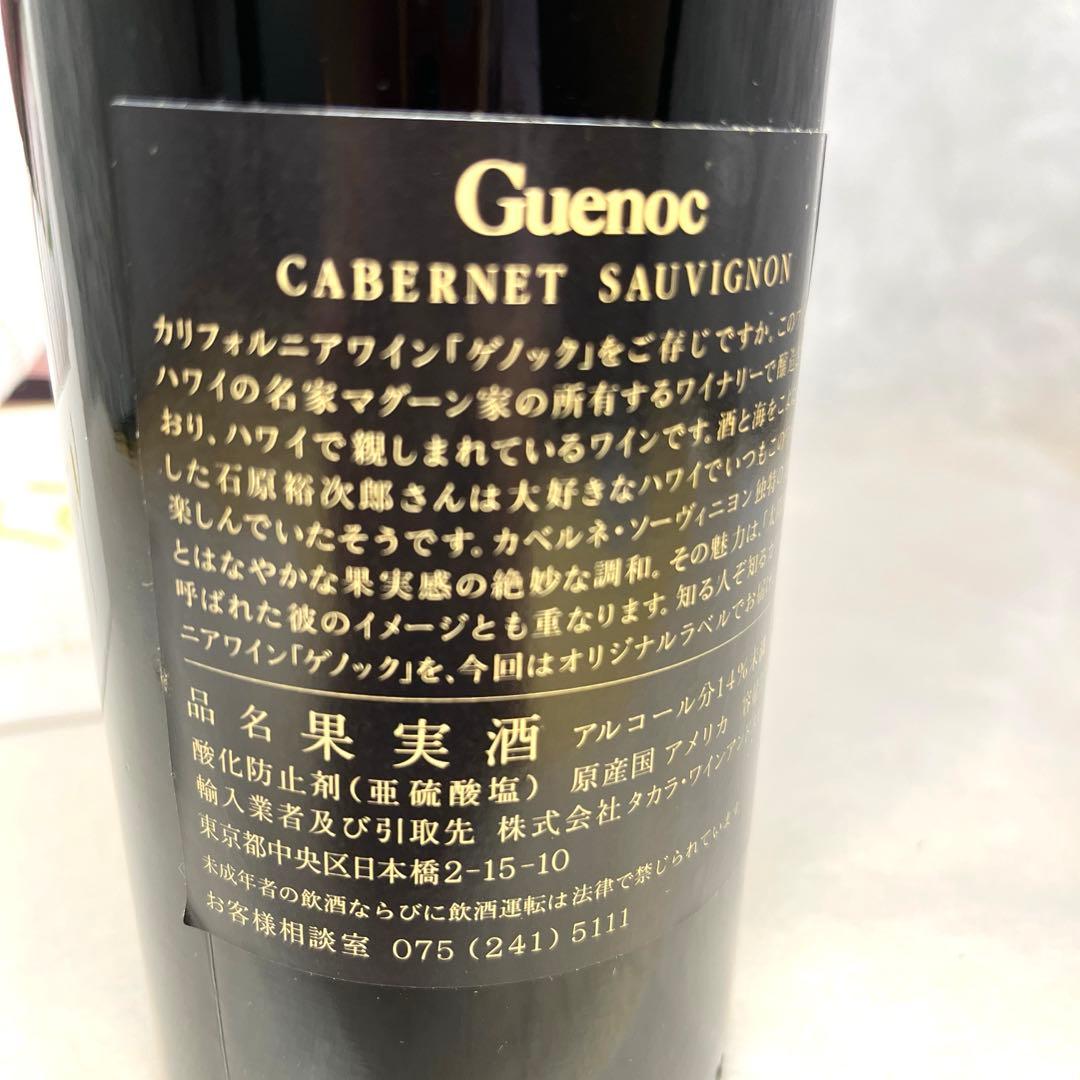 Guenoc
CABERNET SAUVIGNON
カリフォルニアワイン「ゲノック」をご存じですか。この
ハワイの名家マグーン家の所有するワイナリーで醸造
おり、ハワイで親しまれているワインです。酒と海をこ
した石原裕次郎さんは大好きなハワイでいつもこの
楽しんでいたそうです。カベルネ・ソーヴィニヨン独特の
とはなやかな果実感の絶妙な調和。その魅力は、「
呼ばれた彼のイメージとも重なります。知る人ぞ知る
ニアワイン「ゲノック」を、今回はオリジナルラベルでお届け
品名 果実酒 アルコール分14%未満
酸化防止剤(亜硫酸塩) 原産国 アメリカ
輸入業者及び引取先 株式会社タカラ・ワインアンド
東京都中央区日本橋2-15-10
未成年者の飲酒ならびに飲酒運転は法律で禁じられています。
お客様相談室 075(241)5111